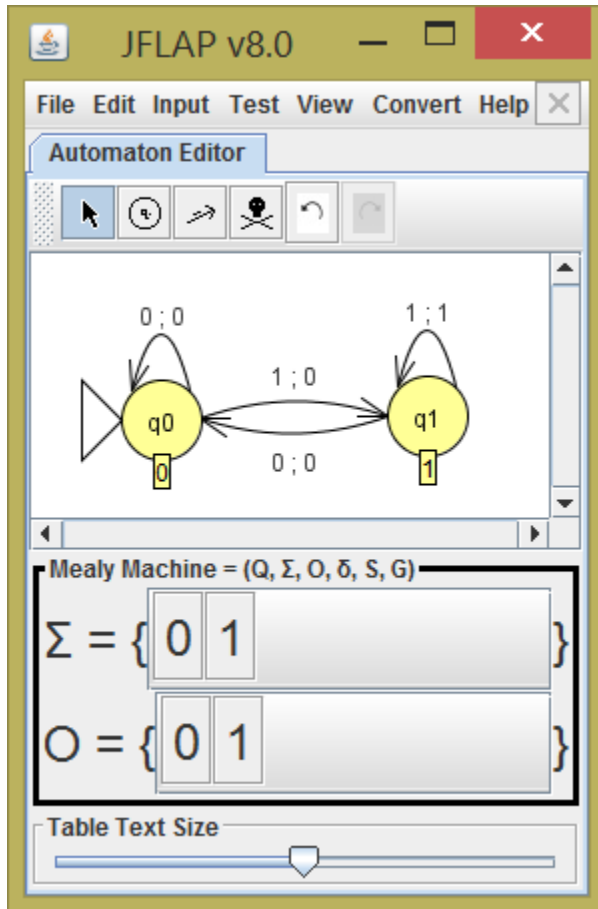 JFLAP v8.0
File Edit Input Test View Convert Help
Automaton Editor
0 ; 0
1 ; 1
1 ; 0
q0
q1
0
1
0 ; 0
Mealy Machine = (Q, Σ, O, δ, S, G)
Σ = { 0 1 }
O = { 0 1 }
Table Text Size